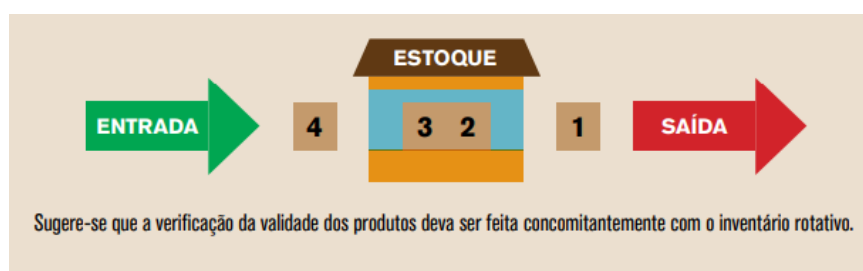 ESTOQUE
ENTRADA 4 3 2 1 SAÍDA
Sugere-se que a verificação da validade dos produtos deva ser feita concomitantemente com o inventário rotativo.